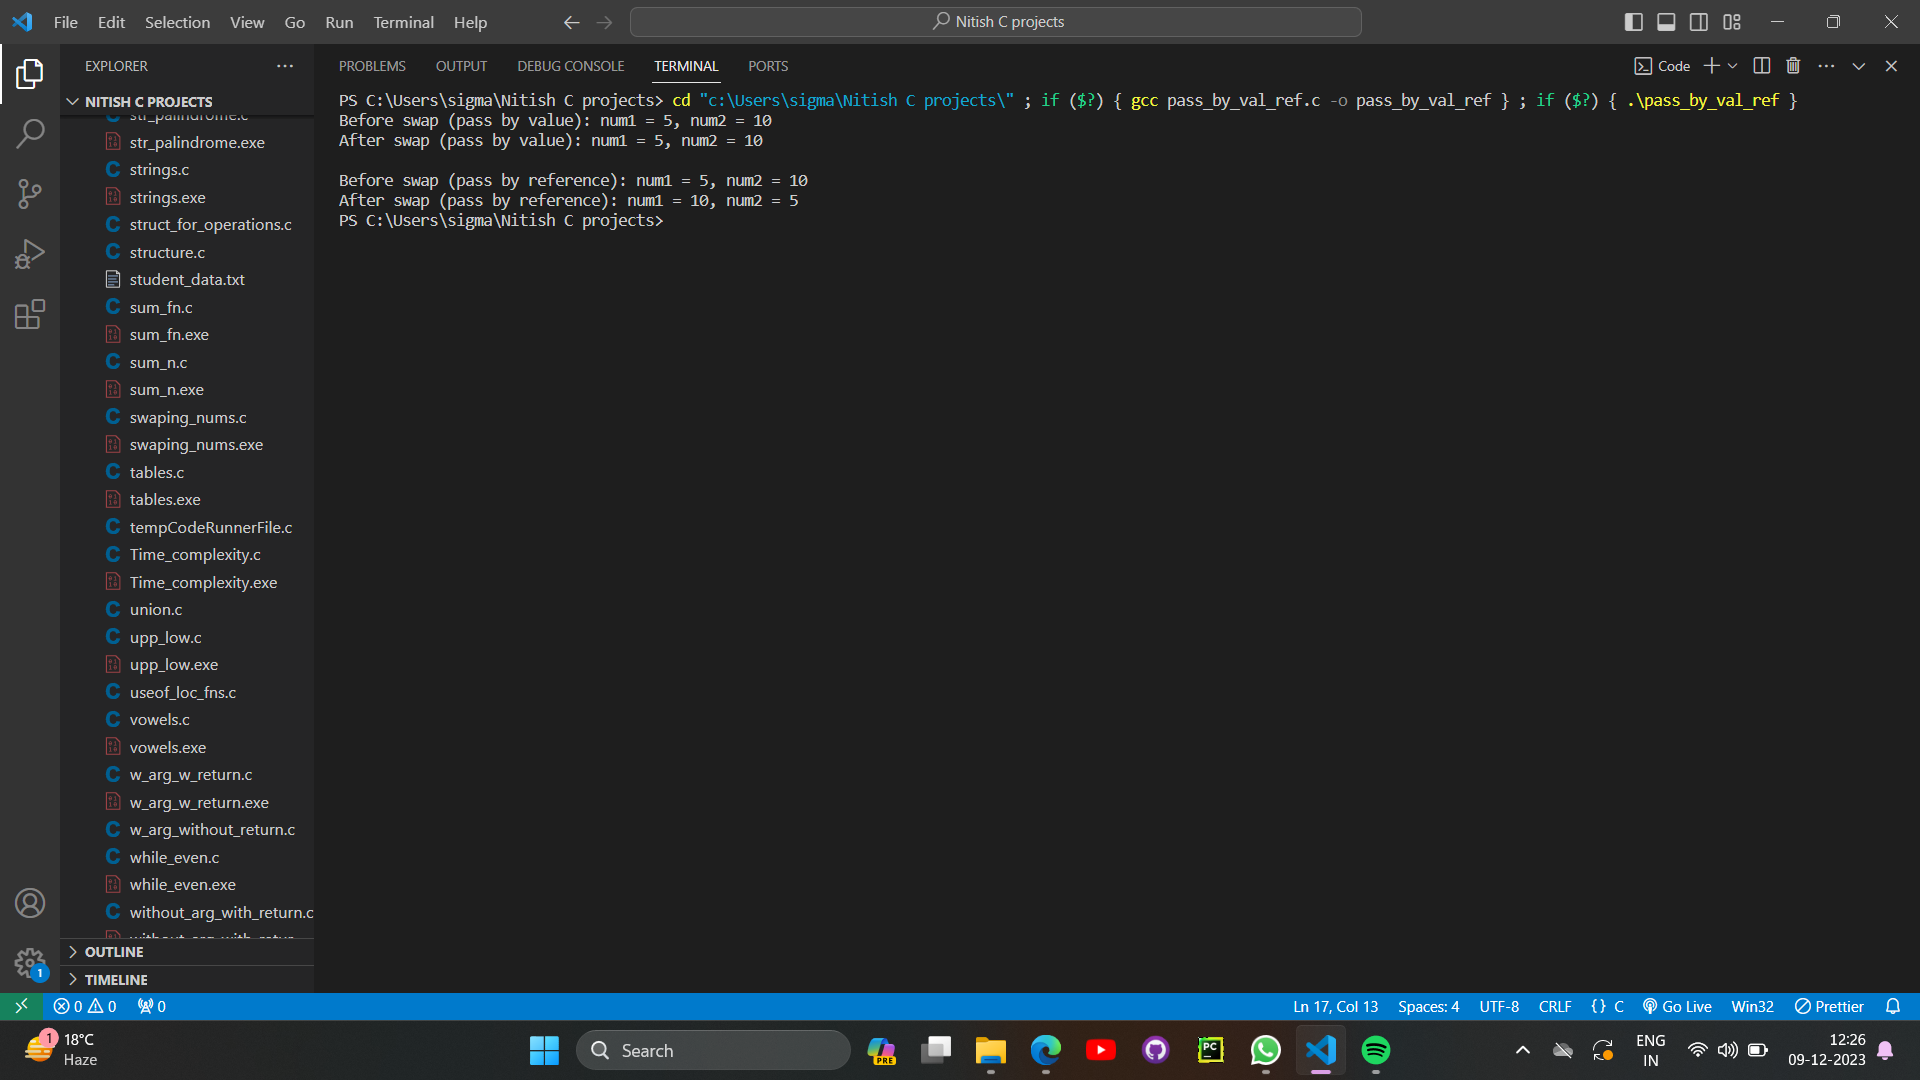 File Edit Selection View Go Run Terminal Help
Nitish C projects
EXPLORER
NITISH C PROJECTS
str_palindrome.c
str_palindrome.exe
strings.c
strings.exe
struct_for_operations.c
structure.c
student_data.txt
sum_fn.c
sum_fn.exe
sum_n.c
sum_n.exe
swaping_nums.c
swaping_nums.exe
tables.c
tables.exe
tempCodeRunnerFile.c
Time_complexity.c
Time_complexity.exe
union.c
upp_low.c
upp_low.exe
useof_loc_fns.c
vowels.c
vowels.exe
w_arg_w_return.c
w_arg_w_return.exe
w_arg_without_return.c
while_even.c
while_even.exe
without_arg_with_return.c
OUTLINE
TIMELINE
PROBLEMS OUTPUT DEBUG CONSOLE TERMINAL PORTS
Code
PS C:\Users\sigma\Nitish C projects> cd "c:\Users\sigma\Nitish C projects\" ; if ($?) { gcc pass_by_val_ref.c -o pass_by_val_ref } ; if ($?) { .\pass_by_val_ref }
Before swap (pass by value): num1 = 5, num2 = 10
After swap (pass by value): num1 = 5, num2 = 10
Before swap (pass by reference): num1 = 5, num2 = 10
After swap (pass by reference): num1 = 10, num2 = 5
PS C:\Users\sigma\Nitish C projects>
1
0 0 0
Ln 17, Col 13 Spaces: 4 UTF-8 CRLF {} C Go Live Win32 Prettier
1
18°C
Haze
Search
PRE
PC
ENG
IN
12:26
09-12-2023